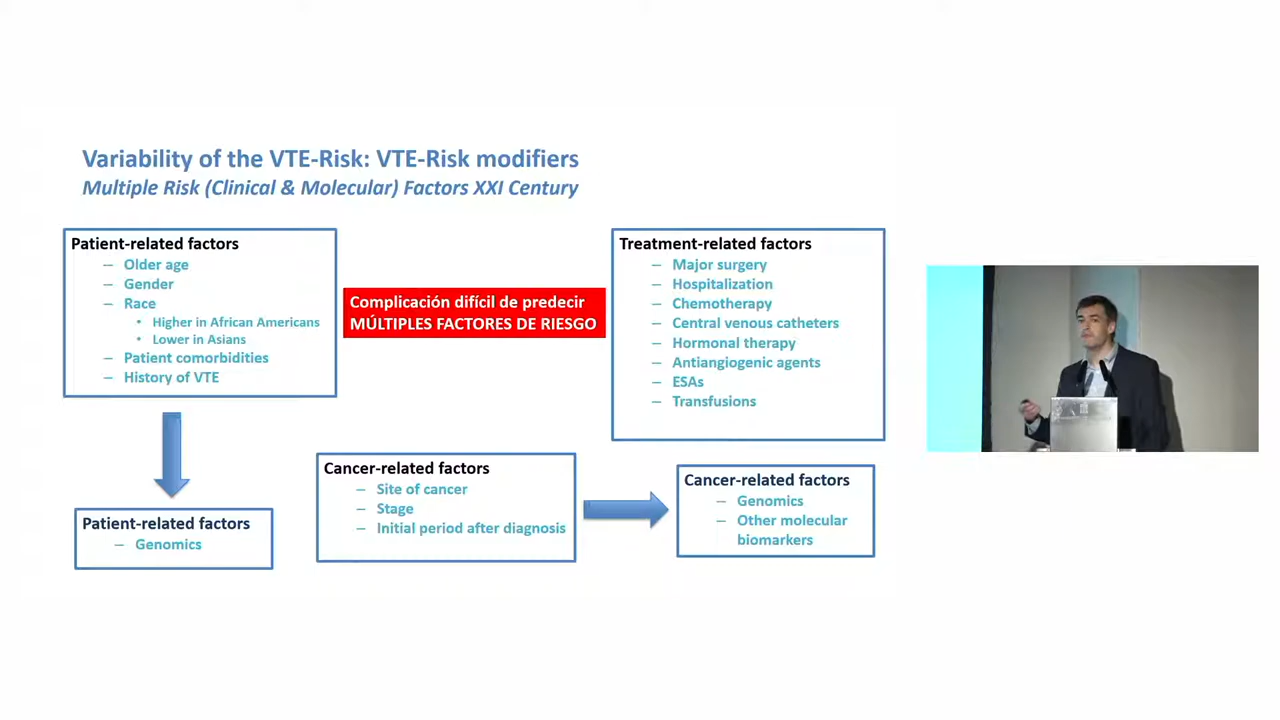 Variability of the VTE-Risk: VTE-Risk modifiers
Multiple Risk (Clinical & Molecular) Factors XXI Century
Patient-related factors
– Older age
– Gender
– Race
• Higher in African Americans
• Lower in Asians
– Patient comorbidities
– History of VTE
Complicación difícil de predecir
MÚLTIPLES FACTORES DE RIESGO
Treatment-related factors
– Major surgery
– Hospitalization
– Chemotherapy
– Central venous catheters
– Hormonal therapy
– Antiangiogenic agents
– ESAs
– Transfusions
Patient-related factors
– Genomics
Cancer-related factors
– Site of cancer
– Stage
– Initial period after diagnosis
Cancer-related factors
– Genomics
– Other molecular
biomarkers